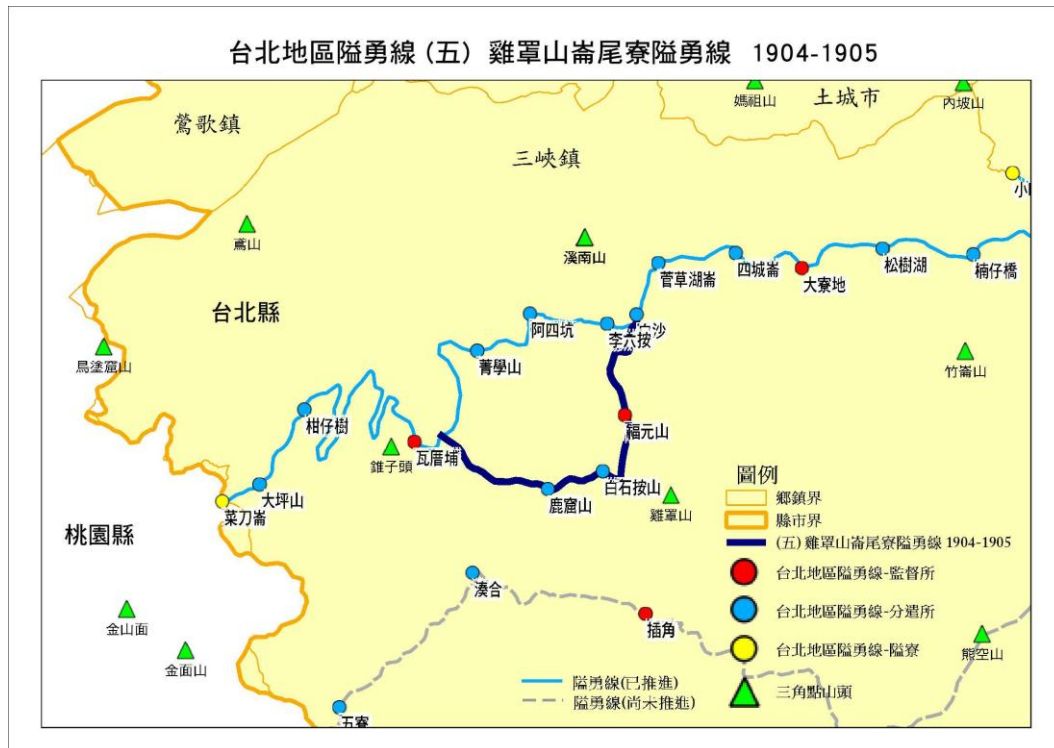 台北地區隘勇線 (五) 雞罩山崙尾寮隘勇線 1904-1905
媽祖山
土城市
內坡山
鶯歌鎮
三峽鎮
小
鳶山
溪南山
菅草湖崙
四城崙
大寮地
松樹湖
楠仔橋
台北縣
阿四坑
李六按
白沙
鳥塗窟山
菁學山
竹崙山
柑仔樹
福元山
錐子頭
瓦厝埔
大坪山
鹿窟山
白石按山
雞罩山
菜刀崙
桃園縣
圖例
鄉鎮界
縣市界
(五) 雞罩山崙尾寮隘勇線 1904-1905
台北地區隘勇線-監督所
台北地區隘勇線-分遣所
台北地區隘勇線-隘寮
三角點山頭
湊合
插角
金山面
金面山
熊空山
隘勇線(已推進)
隘勇線(尚未推進)
五寮